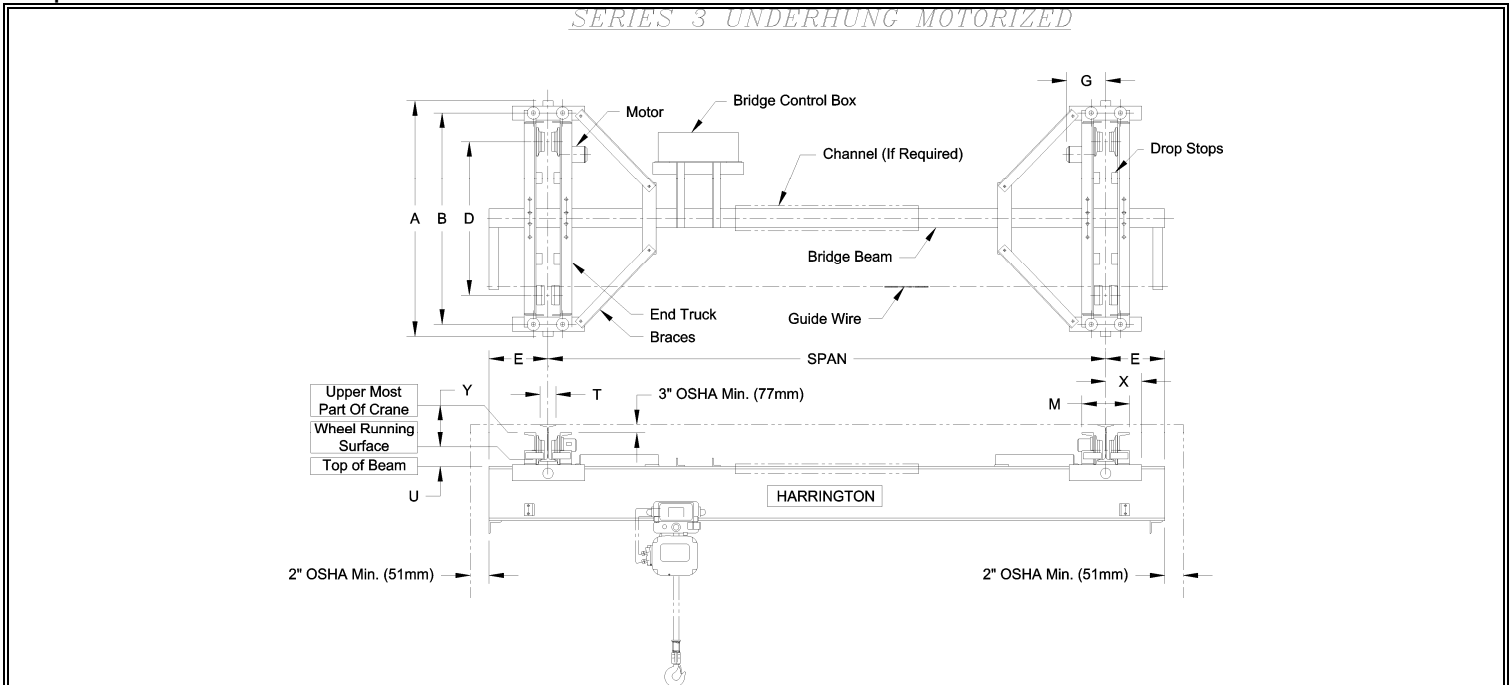 SERIES 3 UNDERHUNG MOTORIZED
G
Bridge Control Box
Motor
Channel (If Required)
Drop Stops
A
B
D
Bridge Beam
End Truck
Guide Wire
Braces
E
SPAN
E
X
Upper Most
Part Of Crane
Y
T
3" OSHA Min. (77mm)
M
Wheel Running
Surface
Top of Beam
U
HARRINGTON
2" OSHA Min. (51mm)
2" OSHA Min. (51mm)